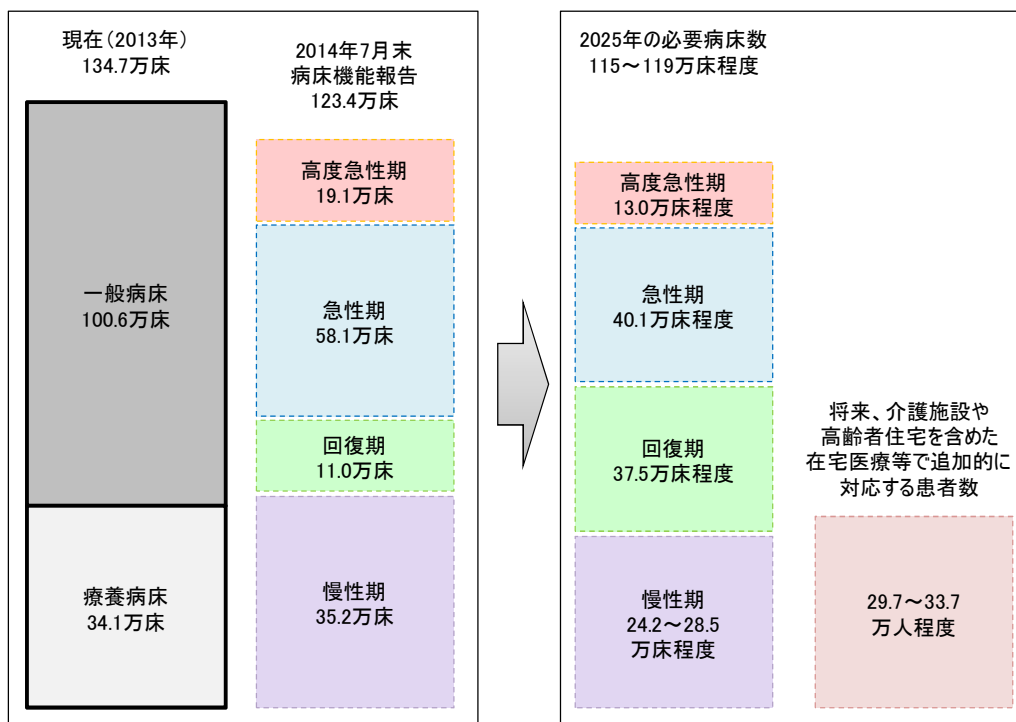 現在(2013年)
134.7万床
一般病床
100.6万床
療養病床
34.1万床
2014年7月末
病床機能報告
123.4万床
高度急性期
19.1万床
急性期
58.1万床
回復期
11.0万床
慢性期
35.2万床
2025年の必要病床数
115～119万床程度
高度急性期
13.0万床程度
急性期
40.1万床程度
回復期
37.5万床程度
慢性期
24.2～28.5
万床程度
将来、介護施設や
高齢者住宅を含めた
在宅医療等で追加的に
対応する患者数
29.7～33.7
万人程度